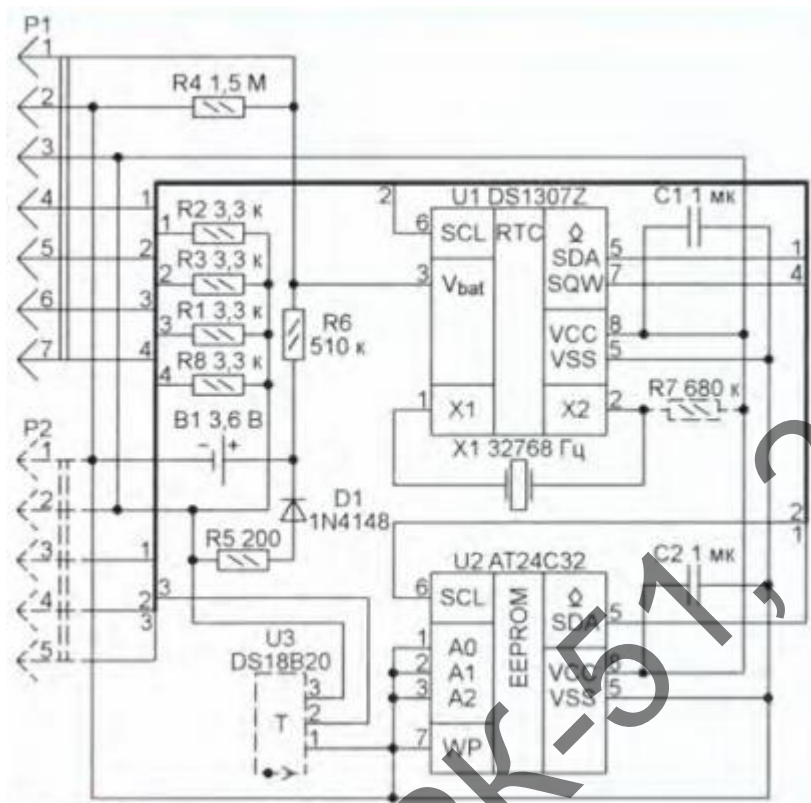 P1
1
2
3
4
5
6
7
R4 1,5 М
1
2
3
4
1
2
3
4
R2 3,3 к
R3 3,3 к
R1 3,3 к
R8 3,3 к
R6
510 к
B1 3,6 В
- +
P2
1
2
3
4
5
1
2
3
3
R5 200
D1
1N4148
U3
DS18B20
T
3
2
1
2
U1 DS1307Z
6 SCL RTC
3 Vbat
1 X1
SDA 5
SQW 7
VCC 8
VSS 5
X2 2
1
4
C1 1 мк
R7 680 к
X1 32768 Гц
2
1
U2 AT24C32
6 SCL
EEPROM
1 A0
2 A1
3 A2
7 WP
SDA 5
VCC 8
VSS 5
C2 1 мк
РК-51, 2